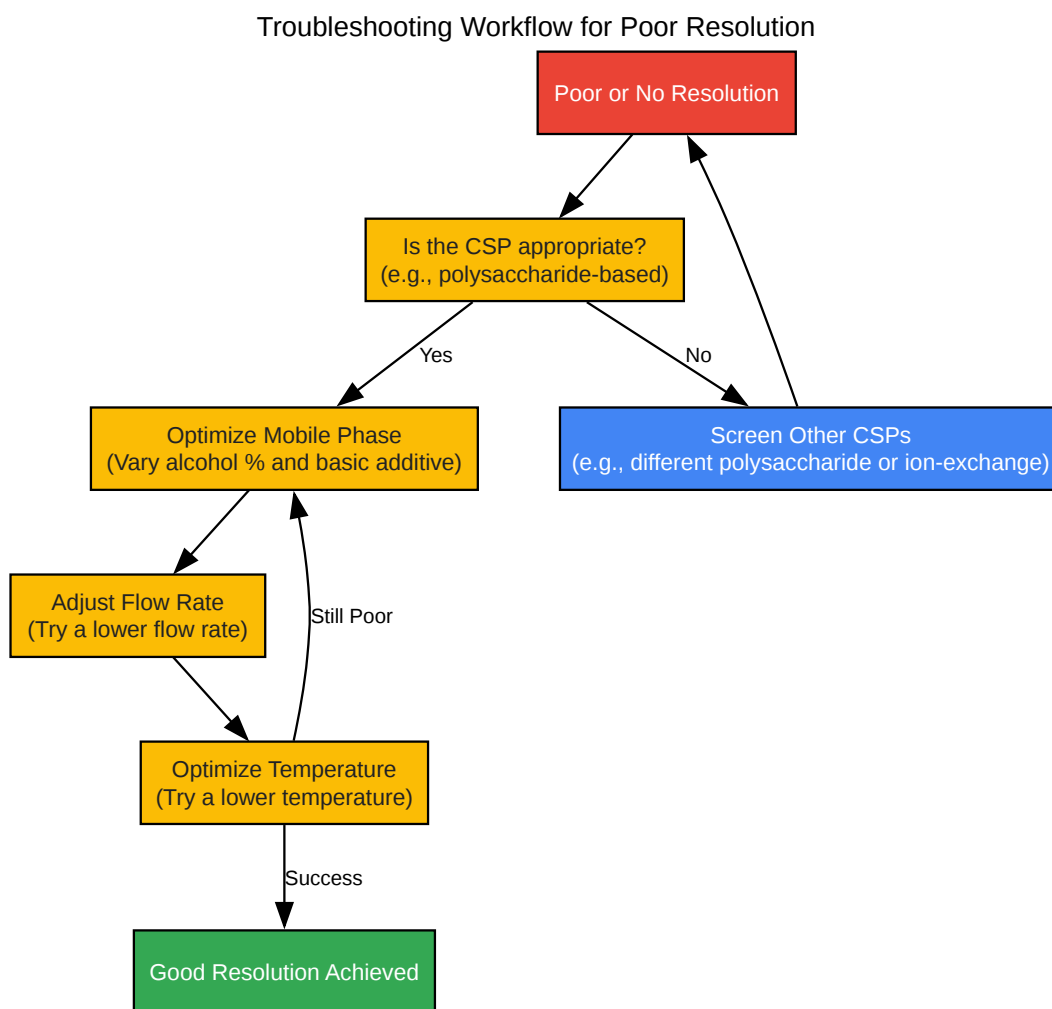 Troubleshooting Workflow for Poor Resolution
Poor or No Resolution
Is the CSP appropriate?
(e.g., polysaccharide-based)
Yes
No
Optimize Mobile Phase
(Vary alcohol % and basic additive)
Screen Other CSPs
(e.g., different polysaccharide or ion-exchange)
Adjust Flow Rate
(Try a lower flow rate)
Still Poor
Optimize Temperature
(Try a lower temperature)
Success
Good Resolution Achieved